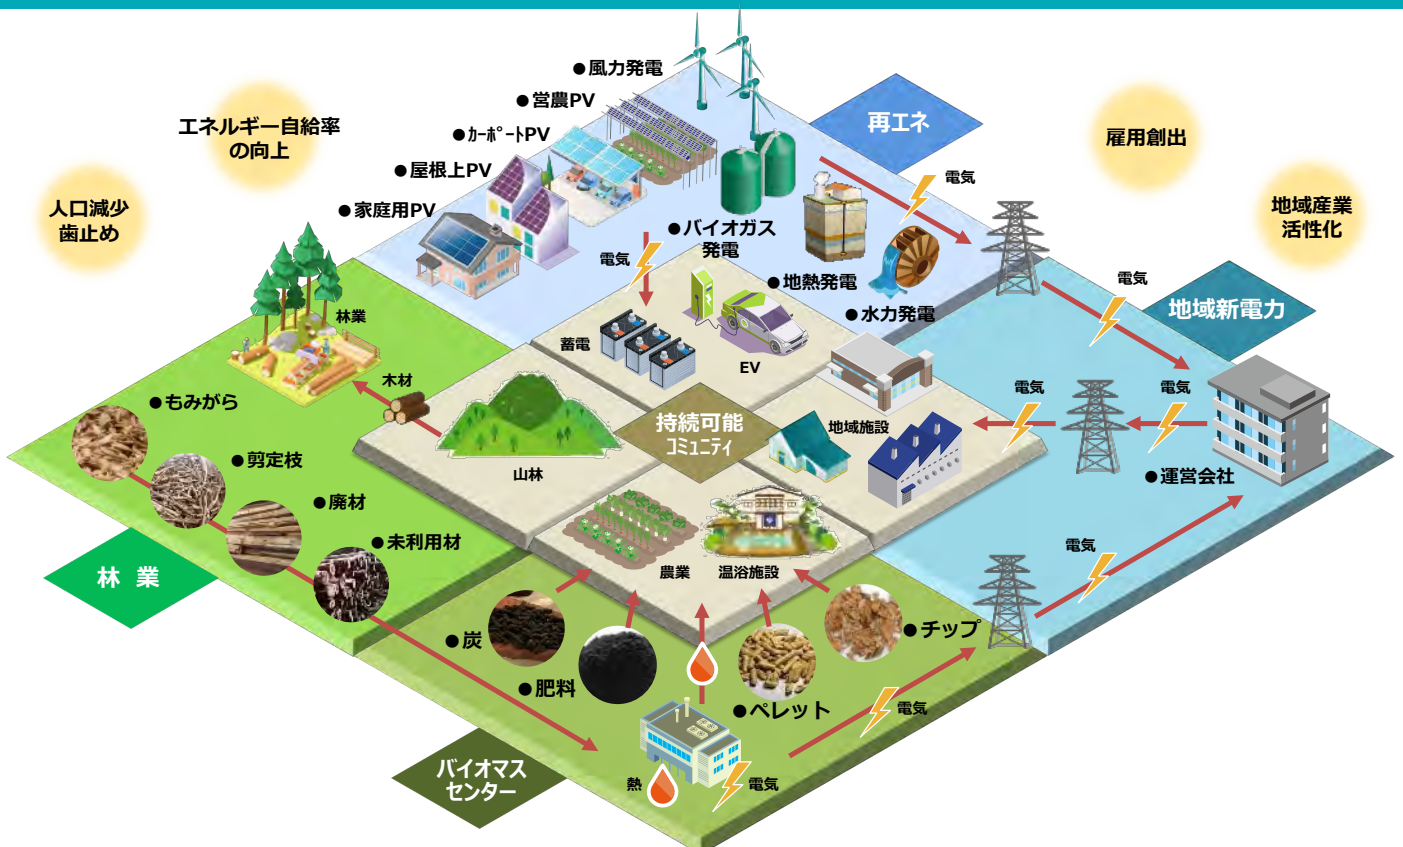 ●風力発電
●営農PV
●ｶｰﾎﾟｰﾄPV
●屋根上PV
●家庭用PV
エネルギー自給率
の向上
人口減少
歯止め
再エネ
雇用創出
地域産業
活性化
電気
●バイオガス
発電
電気
●地熱発電
●水力発電
電気
地域新電力
林業
蓄電
EV
木材
電気
電気
●もみがら
持続可能
ｺﾐｭﾆﾃｨ
地域施設
●剪定枝
山林
●運営会社
●廃材
●未利用材
電気
林 業
農業
温浴施設
●炭
●チップ
●肥料
●ペレット
電気
バイオマス
センター
熱
電気